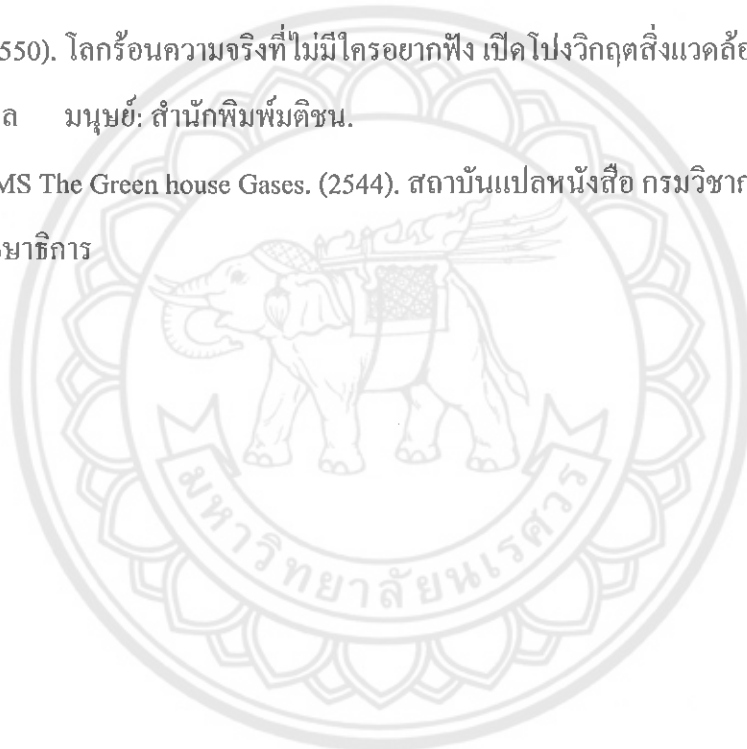 550). โลกร้อนความจริงที่ไม่มีใครอยากฟัง เปิดโปงวิกฤตสิ่งแวดล้อ
ล มนุษย์: สำนักพิมพ์มติชน.
MS The Green house Gases. (2544). สถาบันแปลหนังสือ กรมวิชาก
ษาธิการ
มหาวิทยาลัยนเรศวร